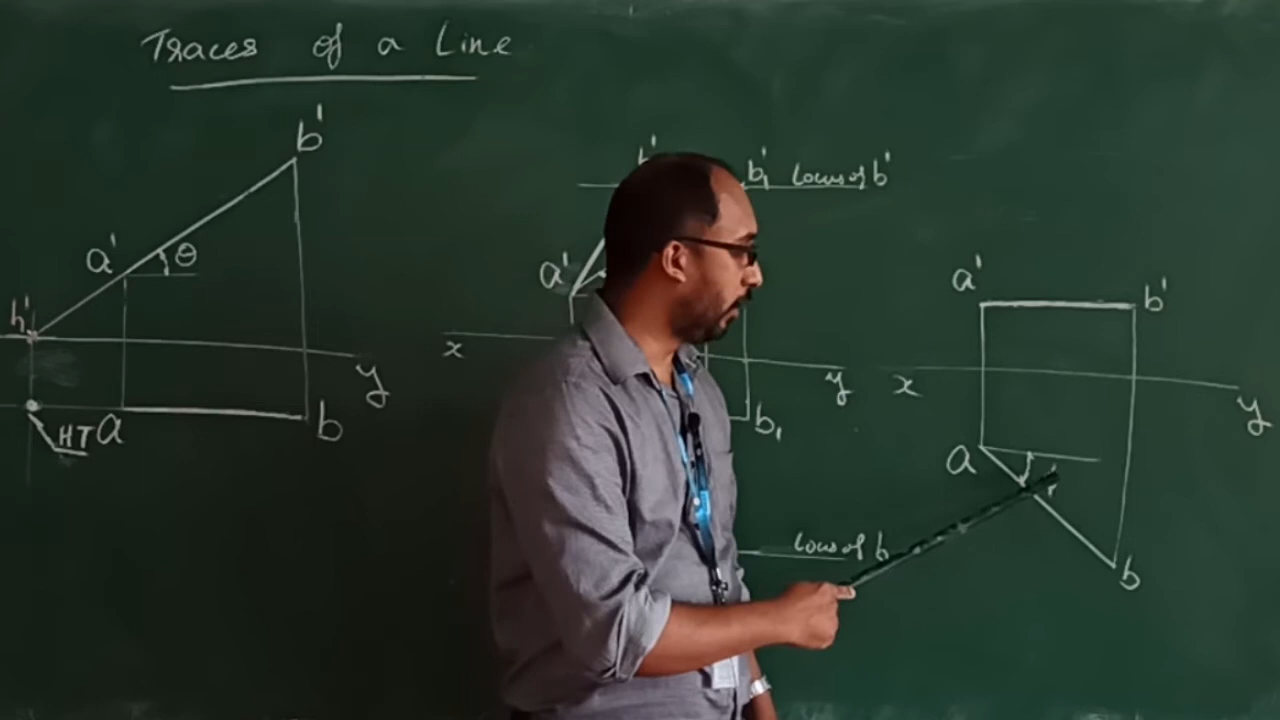 Traces of a Line
b'
a' θ
h'
y
HT a b
b'
b₁' Locus of b'
a'
x y
b₁
Locus of b
a' b'
x y
a
b